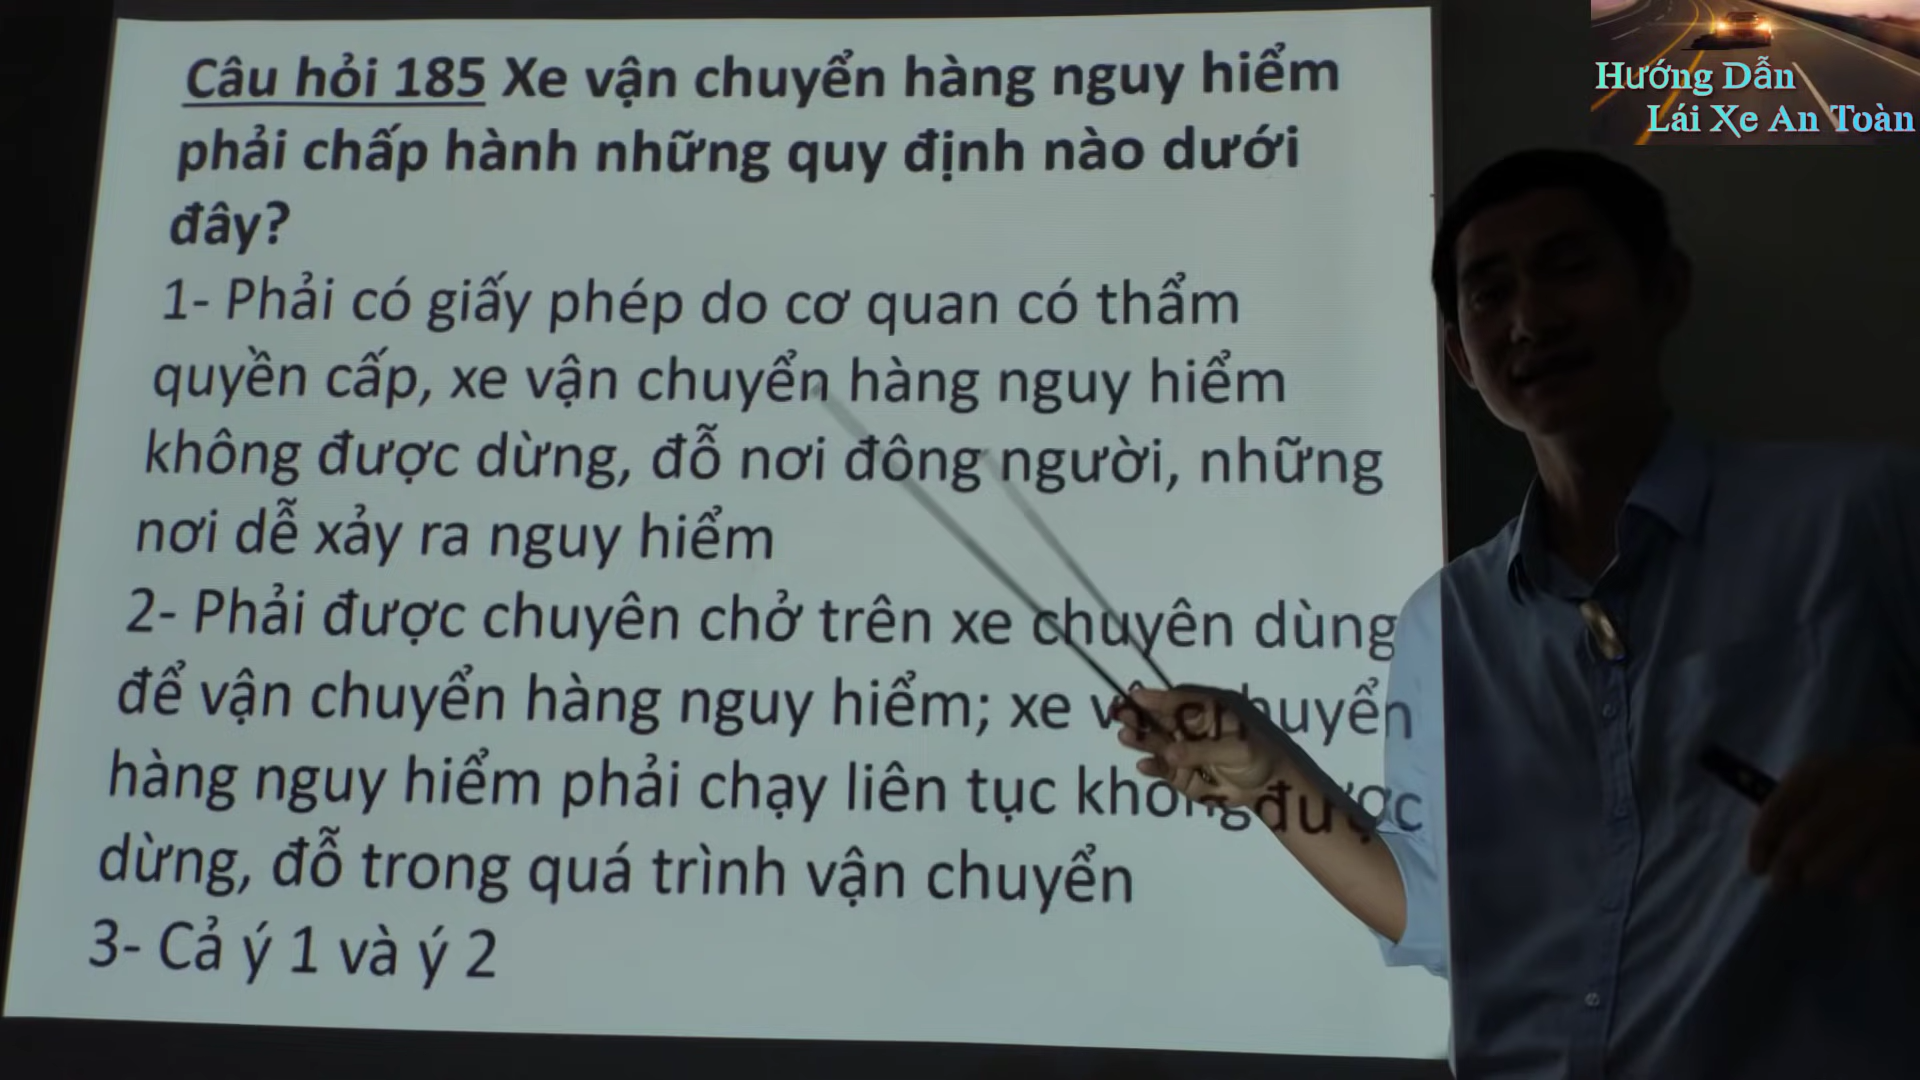 Câu hỏi 185 Xe vận chuyển hàng nguy hiểm
phải chấp hành những quy định nào dưới
đây?
1- Phải có giấy phép do cơ quan có thẩm
quyền cấp, xe vận chuyển hàng nguy hiểm
không được dừng, đỗ nơi đông người, những
nơi dễ xảy ra nguy hiểm
2- Phải được chuyên chở trên xe chuyên dùng
để vận chuyển hàng nguy hiểm; xe vận chuyển
hàng nguy hiểm phải chạy liên tục không được
dừng, đỗ trong quá trình vận chuyển
3- Cả ý 1 và ý 2
Hướng Dẫn
Lái Xe An Toàn